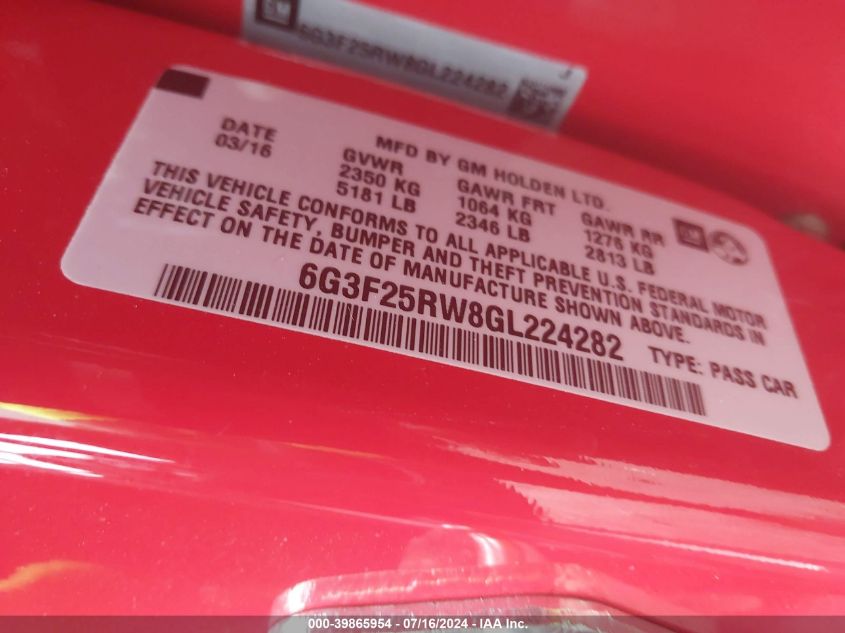 GM
6G3F25RW8GL224282
DATE
03/16
MFD BY GM HOLDEN LTD.
GVWR
2350 KG
5181 LB
GAWR FRT
1064 KG
2346 LB
GAWR RR
1276 KG
2813 LB
GM
THIS VEHICLE CONFORMS TO ALL APPLICABLE U.S. FEDERAL MOTOR
VEHICLE SAFETY, BUMPER AND THEFT PREVENTION STANDARDS IN
EFFECT ON THE DATE OF MANUFACTURE SHOWN ABOVE.
6G3F25RW8GL224282
TYPE: PASS CAR
000-39865954 - 07/16/2024 - IAA Inc.